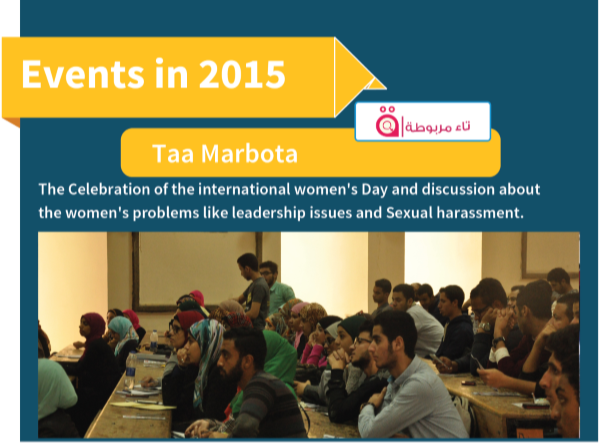 Events in 2015
تاء مربوطة
Taa Marbota
The Celebration of the international women's Day and discussion about
the women's problems like leadership issues and Sexual harassment.